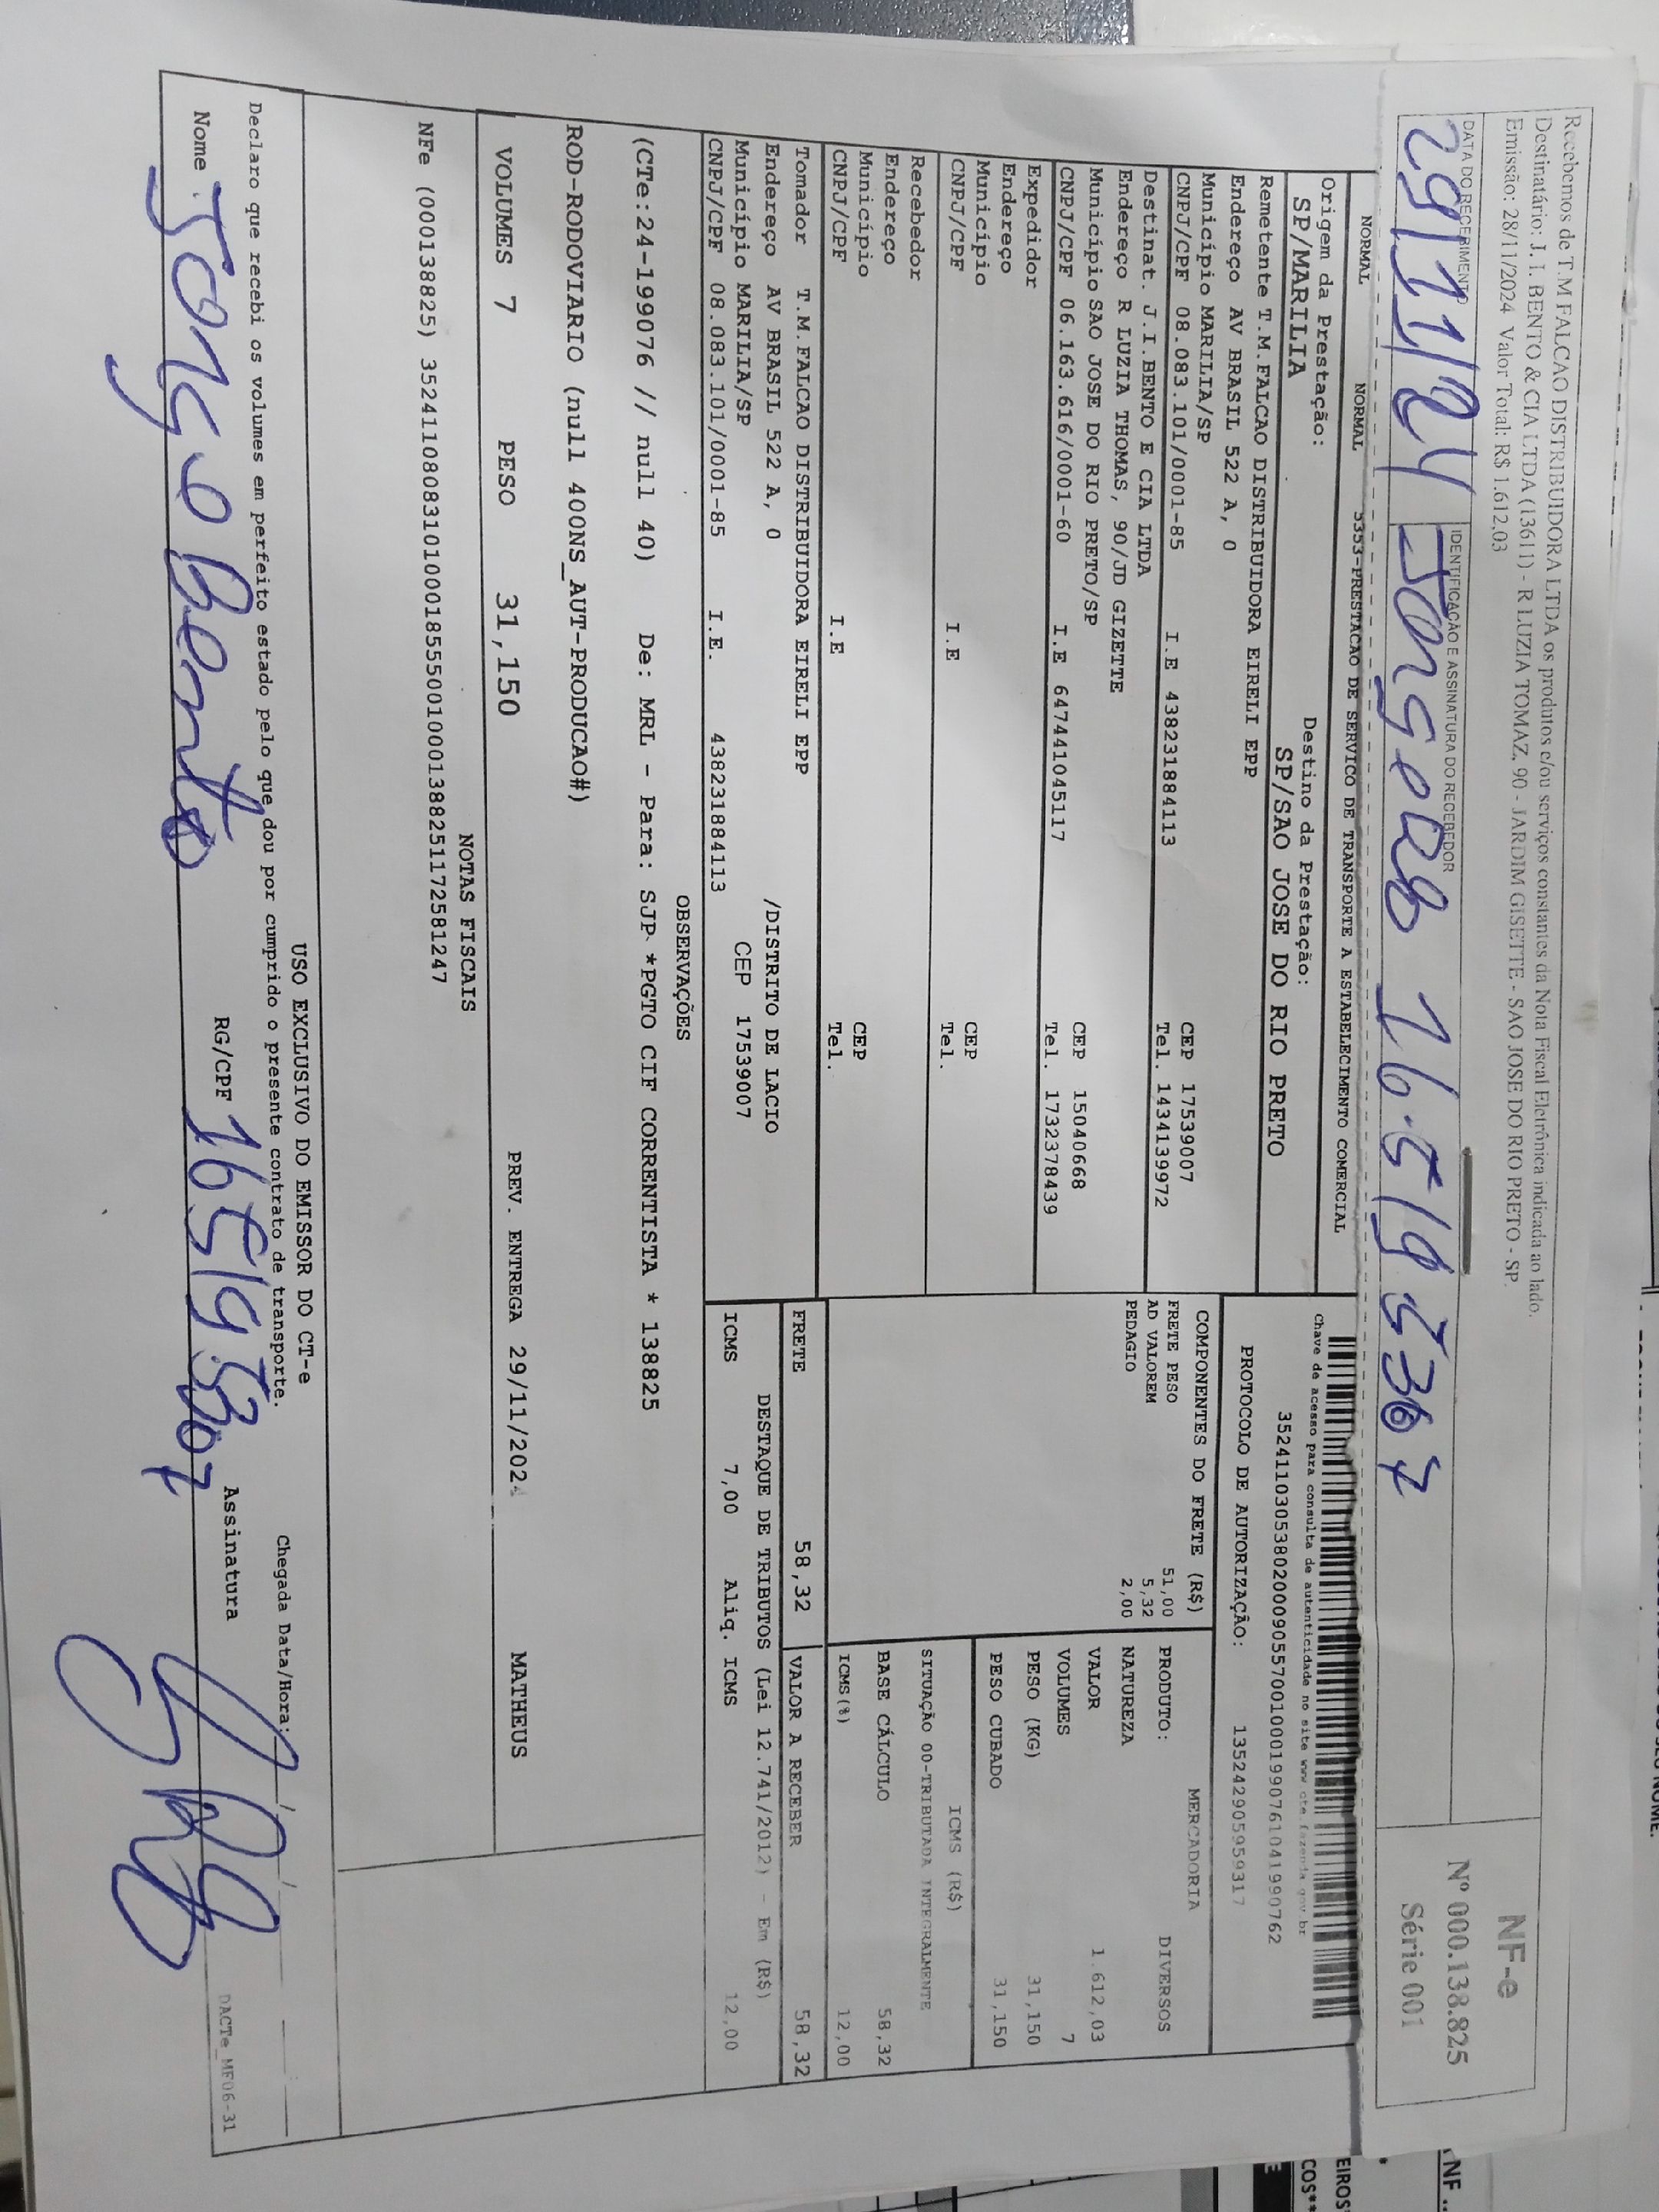 Recebemos de T.M FALCAO DISTRIBUIDORA LTDA os produtos e/ou serviços constantes da Nota Fiscal Eletrônica indicada ao lado.
Destinatário: J. I. BENTO & CIA LTDA (13611) - R LUZIA TOMAZ, 90 - JARDIM GISETTE - SAO JOSE DO RIO PRETO - SP.
Emissão: 28/11/2024 Valor Total: R$ 1.612,03
NF-e
Nº 000.138.825
Série 001
DATA DO RECEBIMENTO
29/11/24
IDENTIFICAÇÃO E ASSINATURA DO RECEBEDOR
16.519.3307
NORMAL NORMAL 5353-PRESTACAO DE SERVICO DE TRANSPORTE A ESTABELECIMENTO COMERCIAL
Origem da Prestação: Destino da Prestação:
SP/MARILIA SP/SAO JOSE DO RIO PRETO
Chave de acesso para consulta de autenticidade no site www.cte.fazenda.gov.br
35241103053802000905570010001990761041990762
PROTOCOLO DE AUTORIZAÇÃO: 135242905959317
Remetente T.M.FALCAO DISTRIBUIDORA EIRELI EPP
Endereço AV BRASIL 522 A, 0
Município MARILIA/SP CEP 17539007
CNPJ/CPF 08.083.101/0001-85 I.E 438231884113 Tel. 1434139972
Destinat. J.I.BENTO E CIA LTDA
Endereço R LUZIA THOMAS, 90/JD GIZETTE
Município SAO JOSE DO RIO PRETO/SP CEP 15040668
CNPJ/CPF 06.163.616/0001-60 I.E 647441045117 Tel. 1732378439
Expedidor
Endereço
Município CEP
CNPJ/CPF I.E Tel.
Recebedor
Endereço
Município CEP
CNPJ/CPF I.E Tel.
COMPONENTES DO FRETE (R$)
FRETE PESO 51,00
AD VALOREM 5,32
PEDAGIO 2,00
MERCADORIA
PRODUTO: DIVERSOS
NATUREZA
VALOR 1.612,03
VOLUMES 7
PESO (KG) 31,150
PESO CUBADO 31,150
ICMS (R$)
SITUAÇÃO 00-TRIBUTADA INTEGRALMENTE
BASE CÁLCULO 58,32
ICMS(%) 12,00
Tomador T.M.FALCAO DISTRIBUIDORA EIRELI EPP
Endereço AV BRASIL 522 A, 0 /DISTRITO DE LACIO
Município MARILIA/SP CEP 17539007
CNPJ/CPF 08.083.101/0001-85 I.E. 438231884113
FRETE 58,32 VALOR A RECEBER 58,32
DESTAQUE DE TRIBUTOS (Lei 12.741/2012) - Em (R$)
ICMS 7,00 Aliq. ICMS 12,00
OBSERVAÇÕES
(CTe:24-199076 // null 40) De: MRL - Para: SJP *PGTO CIF CORRENTISTA * 138825
ROD-RODOVIARIO (null 400NS_AUT-PRODUCAO#)
VOLUMES 7 PESO 31,150 PREV. ENTREGA 29/11/2024 MATHEUS
NOTAS FISCAIS
NFe (000138825) 35241108083101000185550010001388251172581247
USO EXCLUSIVO DO EMISSOR DO CT-e
Declaro que recebi os volumes em perfeito estado pelo que dou por cumprido o presente contrato de transporte.
Chegada Data/Hora: / /
Nome Jorge Bento RG/CPF 165193307 Assinatura
DACTe_MF06-31